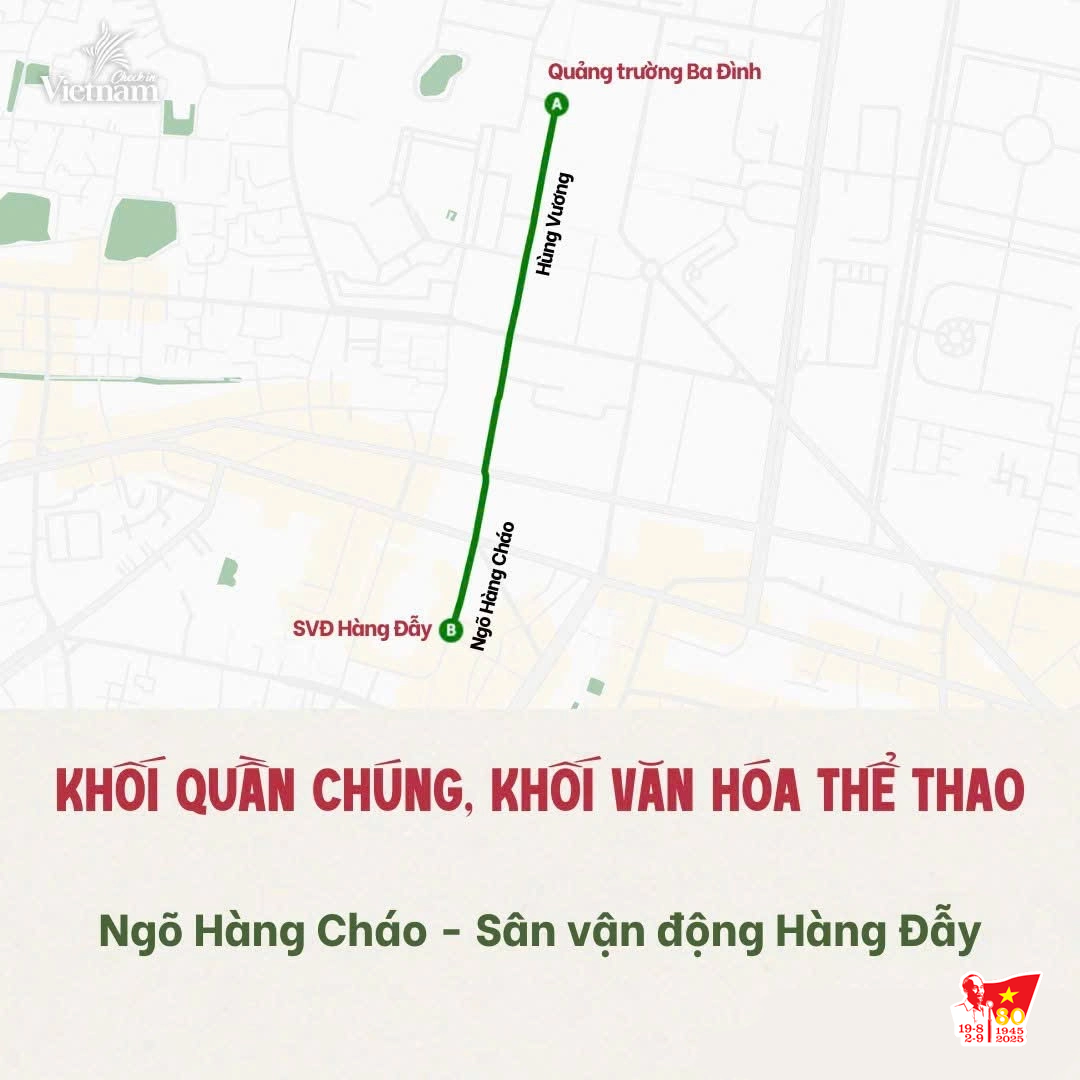 Check in
Vietnam
Quảng trường Ba Đình
A
Hùng Vương
Ngõ Hàng Cháo
SVĐ Hàng Đẫy
B
KHỐI QUẦN CHÚNG, KHỐI VĂN HÓA THỂ THAO
Ngõ Hàng Cháo - Sân vận động Hàng Đẫy
80
19-8 1945
2-9 2025